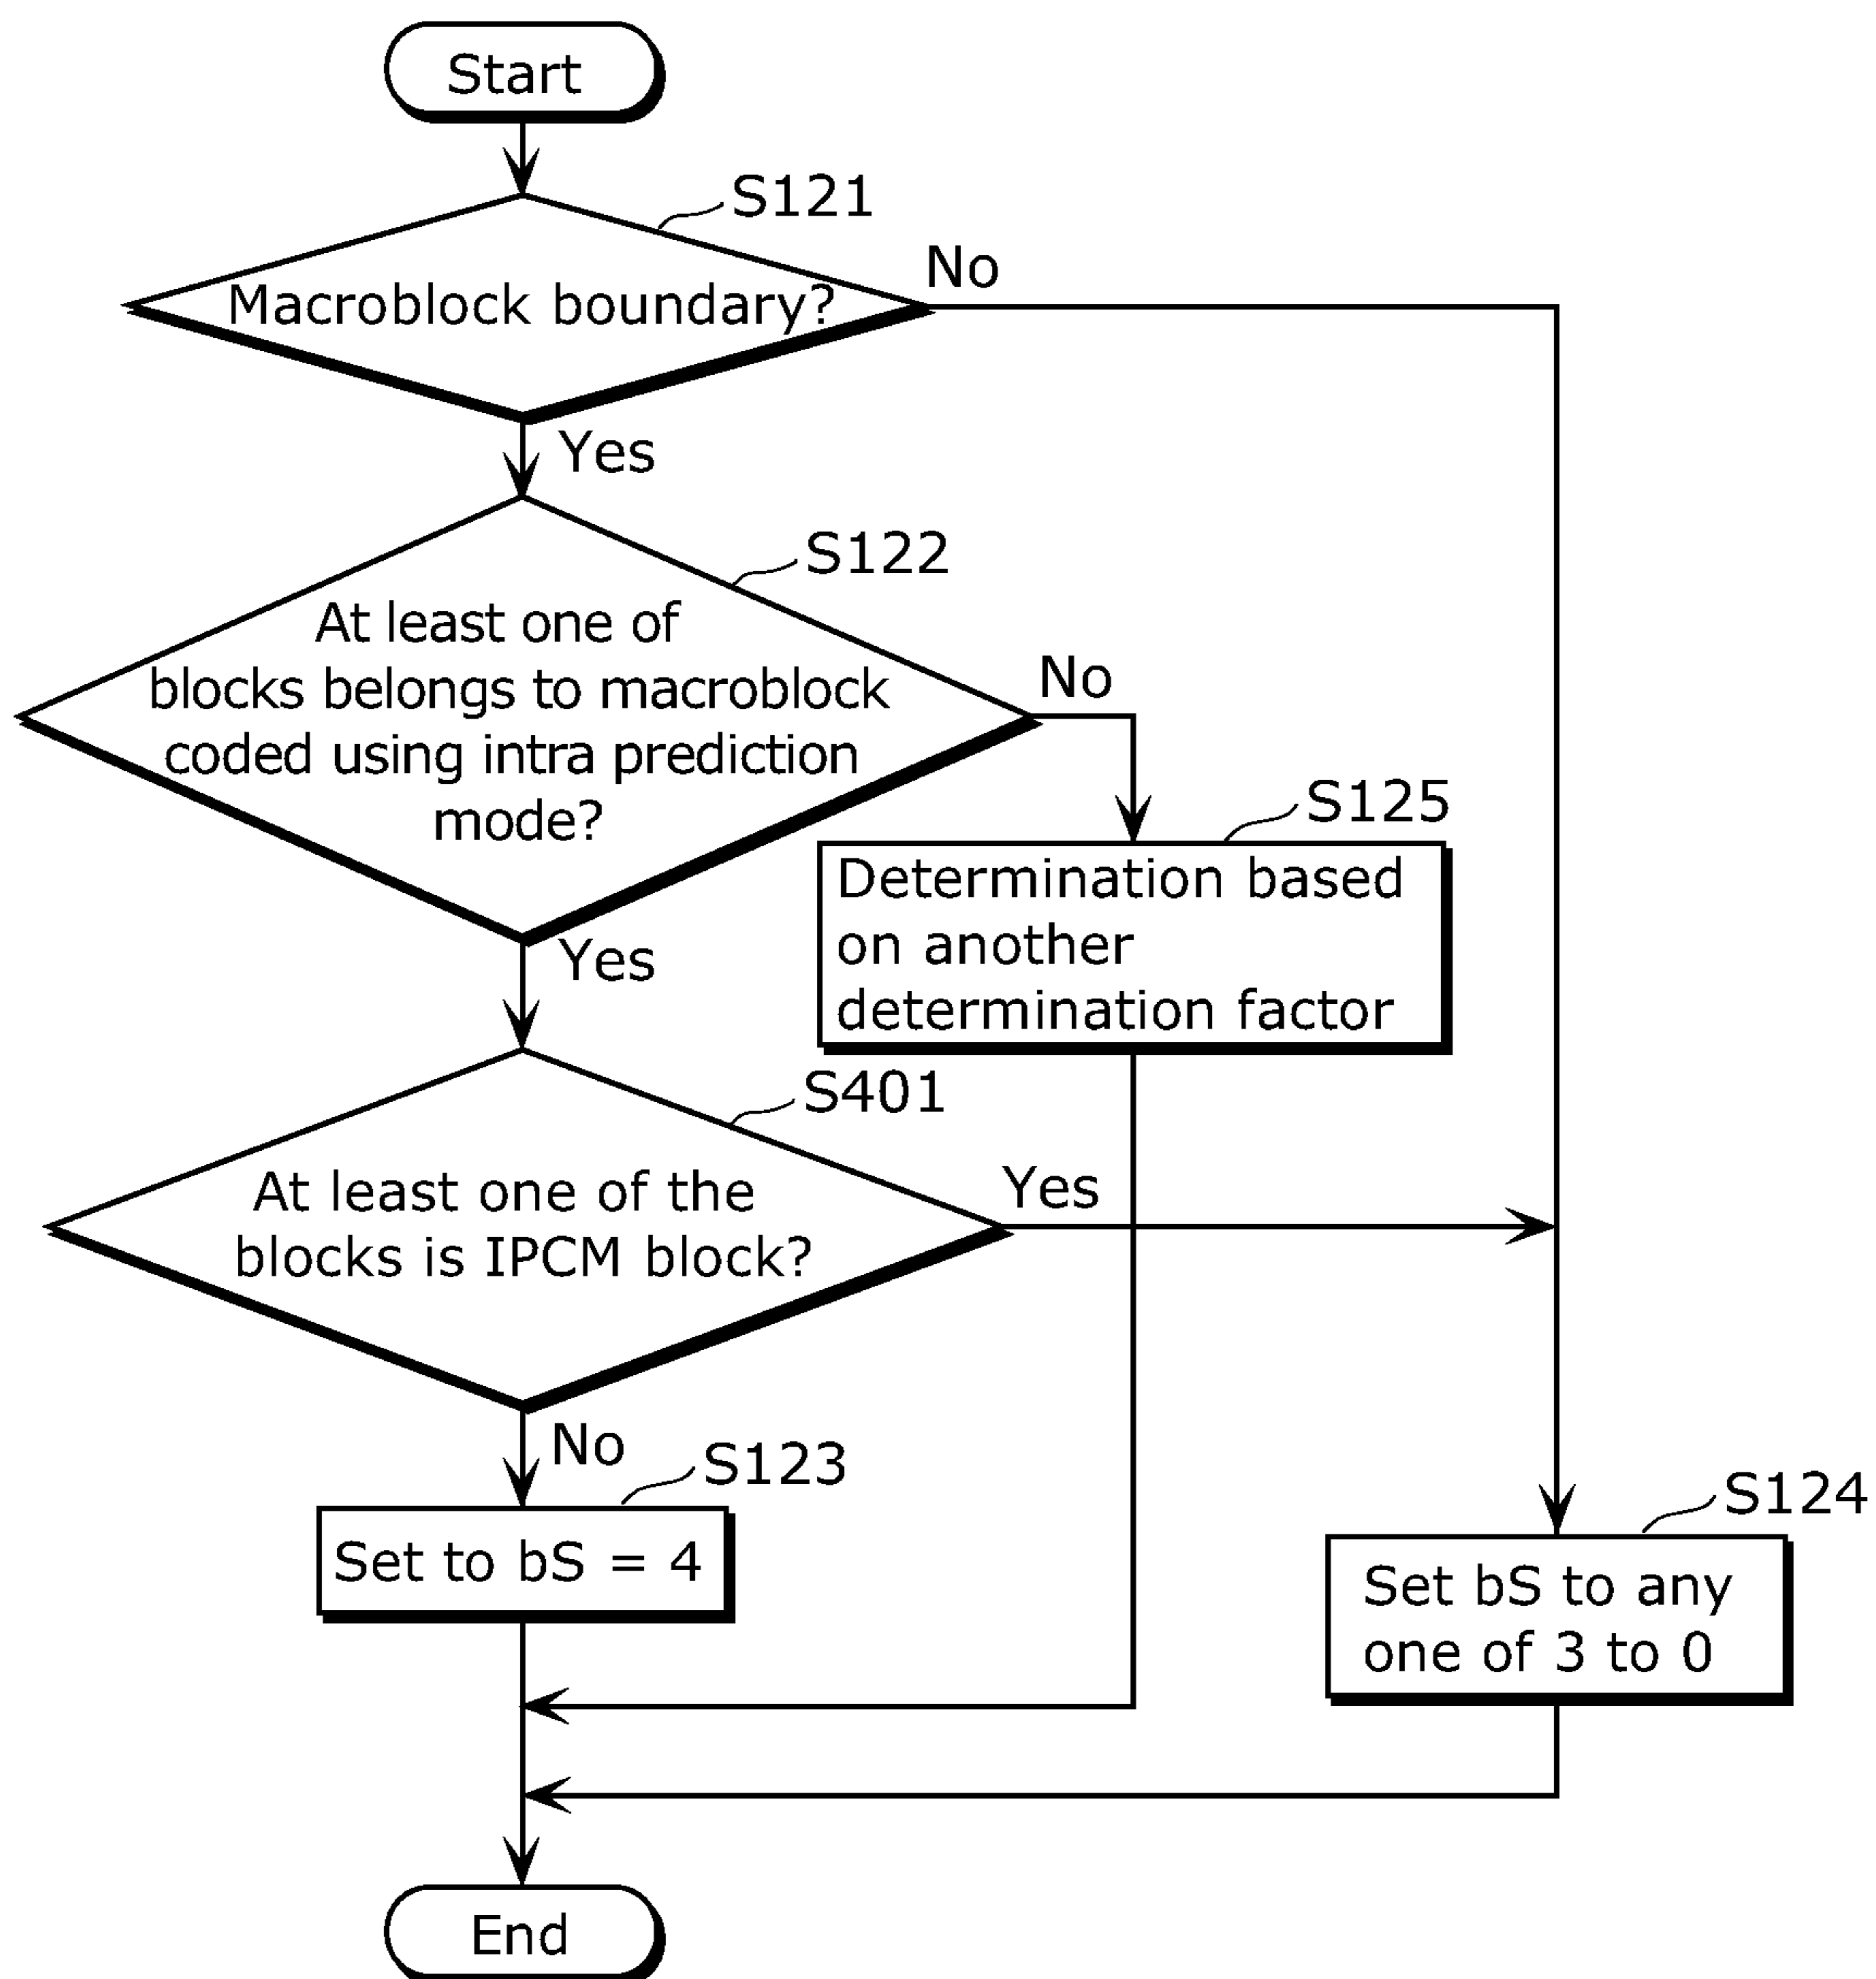 Start
S121
Macroblock boundary?
No
Yes
S122
At least one of
blocks belongs to macroblock
coded using intra prediction
mode?
No
S125
Determination based
on another
determination factor
Yes
S401
At least one of the
blocks is IPCM block?
Yes
No
S123
Set to bS = 4
S124
Set bS to any
one of 3 to 0
End